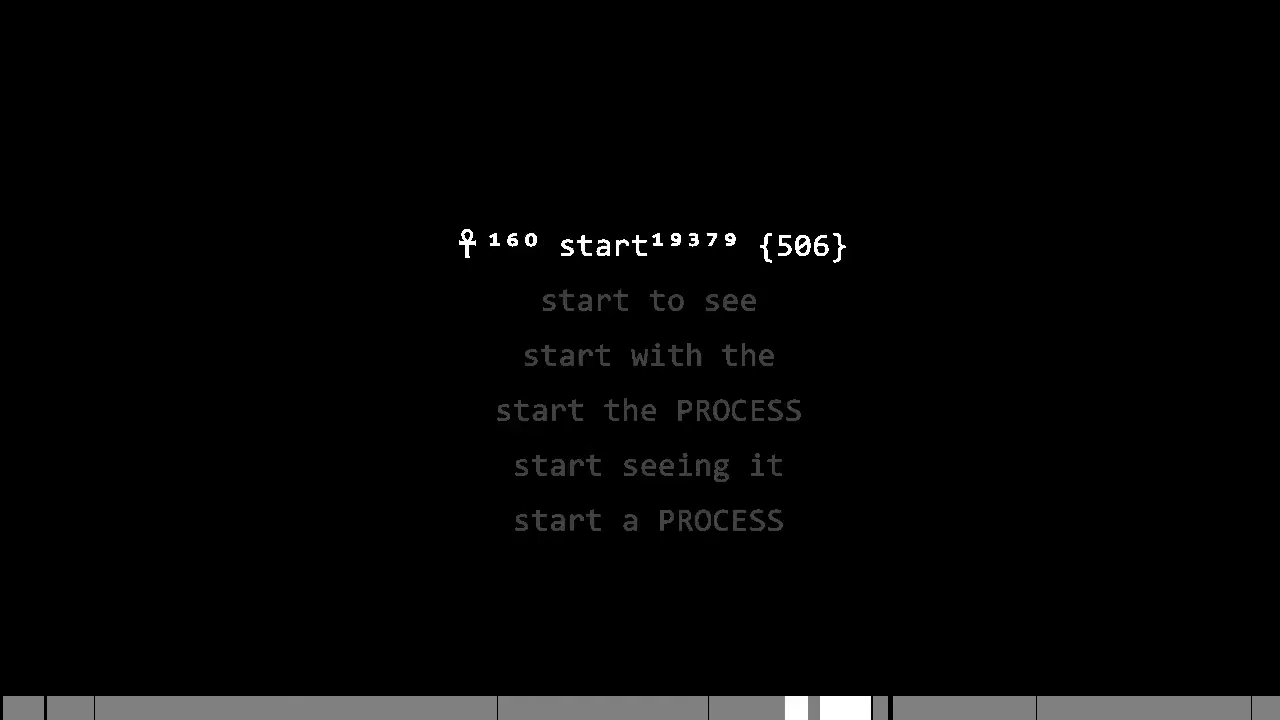 ☥¹⁶⁰ start¹⁹³⁷⁹ {506}
start to see
start with the
start the PROCESS
start seeing it
start a PROCESS